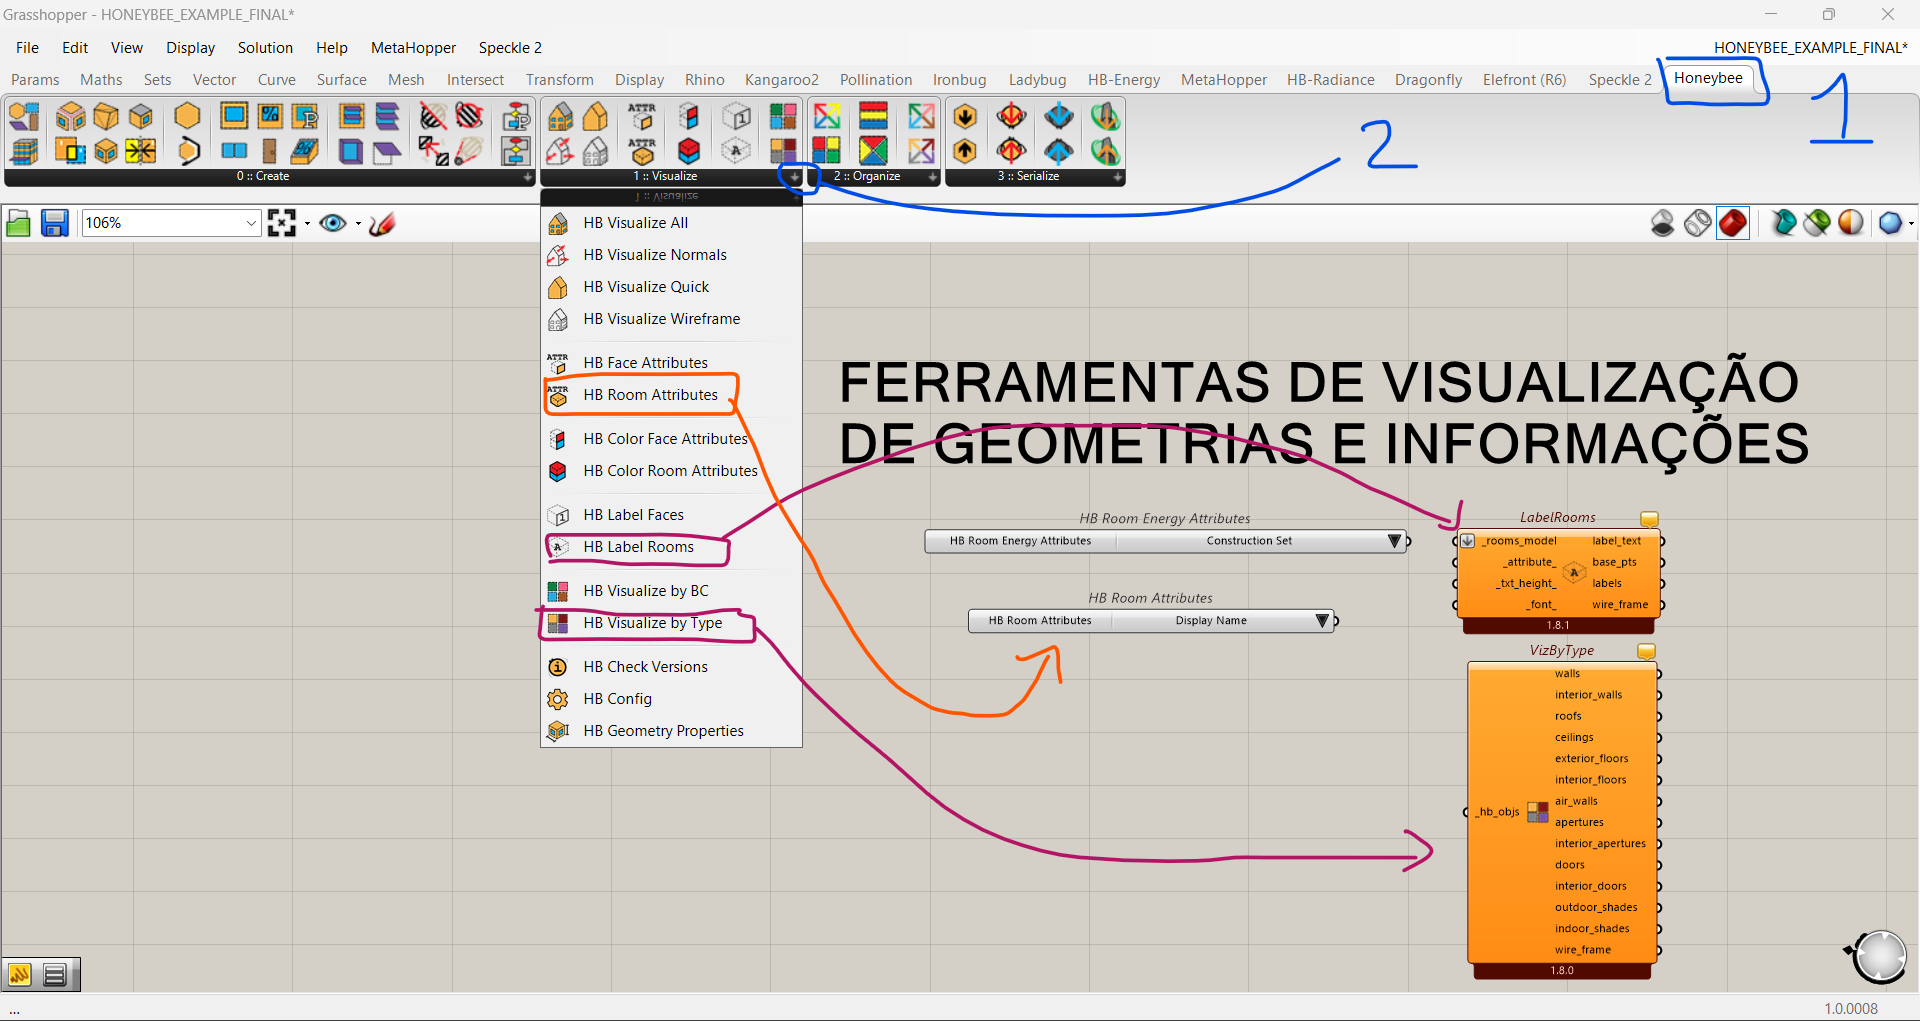 Grasshopper - HONEYBEE_EXAMPLE_FINAL*
File Edit View Display Solution Help MetaHopper Speckle 2 HONEYBEE_EXAMPLE_FINAL*
Params Maths Sets Vector Curve Surface Mesh Intersect Transform Display Rhino Kangaroo2 Pollination Ironbug Ladybug HB-Energy MetaHopper HB-Radiance Dragonfly Elefront (R6) Speckle 2 Honeybee
1
2
ATTR
ATTR
0 :: Create 1 :: Visualize 2 :: Organize 3 :: Serialize
1 :: Visualize
106%
HB Visualize All
HB Visualize Normals
HB Visualize Quick
HB Visualize Wireframe
ATTR HB Face Attributes
ATTR HB Room Attributes
HB Color Face Attributes
HB Color Room Attributes
HB Label Faces
HB Label Rooms
HB Visualize by BC
HB Visualize by Type
HB Check Versions
HB Config
HB Geometry Properties
FERRAMENTAS DE VISUALIZAÇÃO
DE GEOMETRIAS E INFORMAÇÕES
HB Room Energy Attributes
HB Room Energy Attributes Construction Set
HB Room Attributes
HB Room Attributes Display Name
LabelRooms
_rooms_model label_text
_attribute_ base_pts
_txt_height_ labels
_font_ wire_frame
1.8.1
VizByType
walls
interior_walls
roofs
ceilings
exterior_floors
interior_floors
air_walls
_hb_objs
apertures
interior_apertures
doors
interior_doors
outdoor_shades
indoor_shades
wire_frame
1.8.0
...
1.0.0008